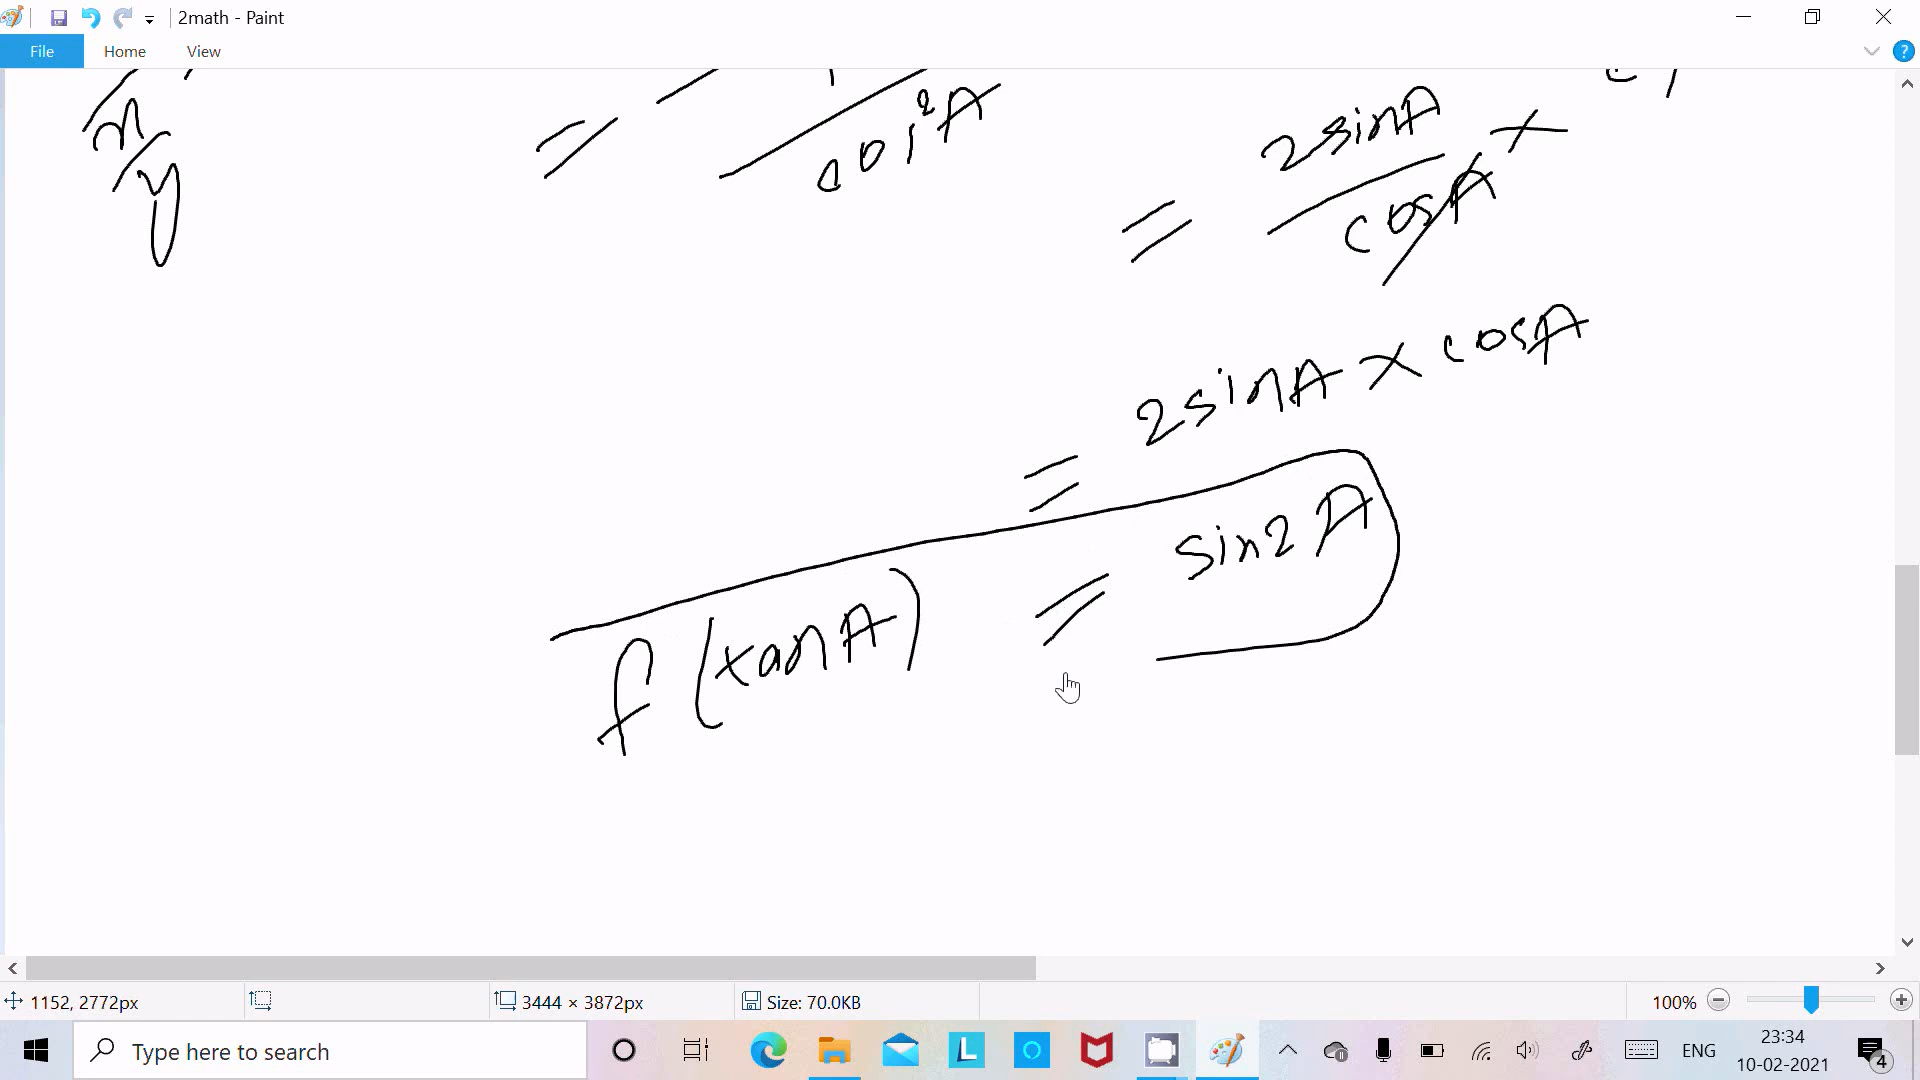 2math - Paint
File Home View
x
y
=
cos²A
= 2sinA ×
cosA
= 2sinA × cosA
f(tanA) = sin2A
1152, 2772px
3444 × 3872px
Size: 70.0KB
100%
Type here to search
ENG
23:34
10-02-2021
4